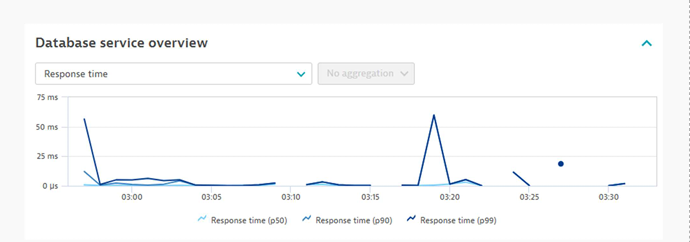 Database service overview
Response time No aggregation
75 ms
50 ms
25 ms
0 μs
03:00 03:05 03:10 03:15 03:20 03:25 03:30
Response time (p50) Response time (p90) Response time (p99)